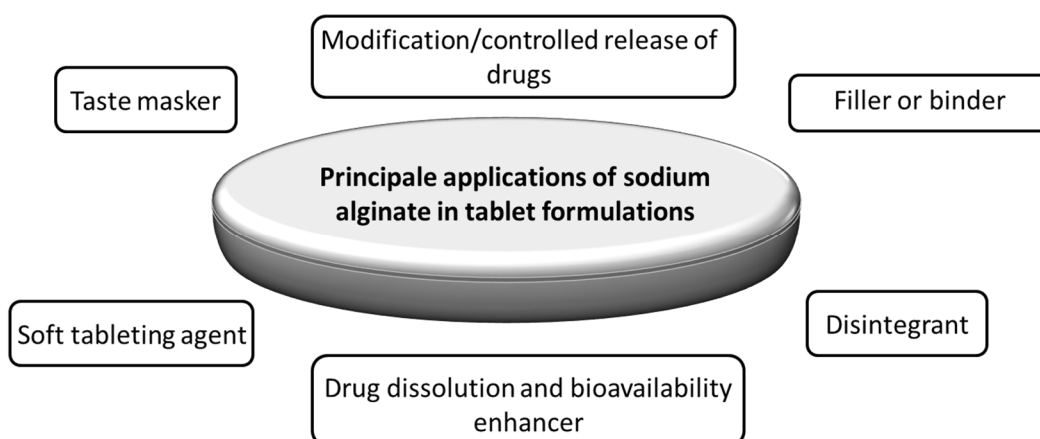 Modification/controlled release of
drugs
Taste masker
Filler or binder
Principale applications of sodium
alginate in tablet formulations
Soft tableting agent
Disintegrant
Drug dissolution and bioavailability
enhancer